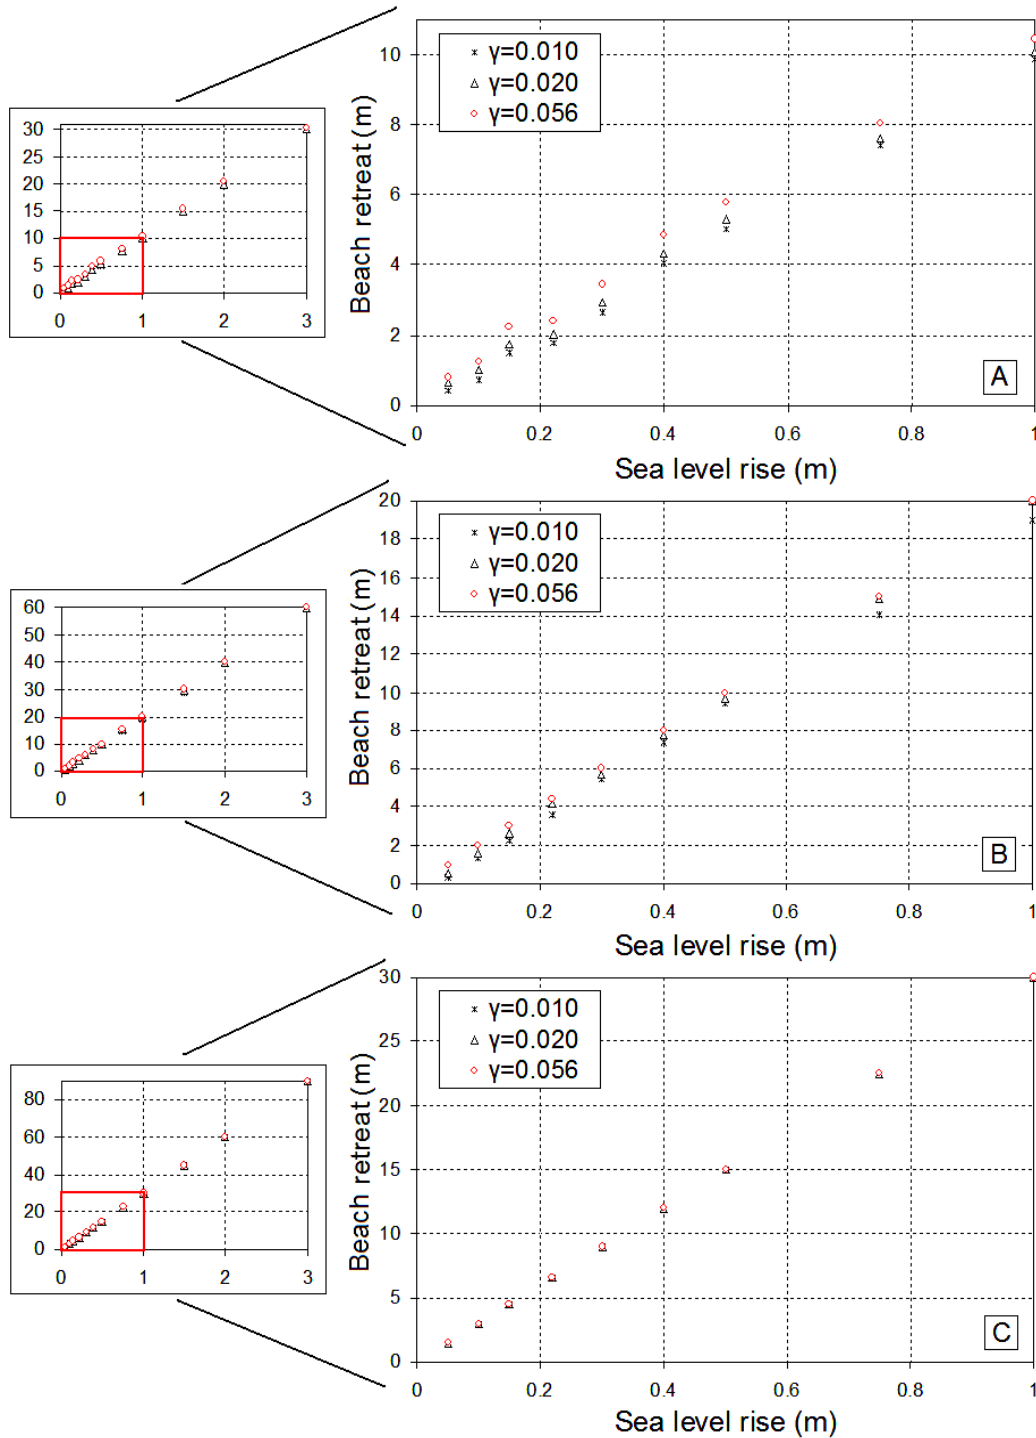 30
25
20
15
10
5
0
0 1 2 3
Beach retreat (m)
10
8
6
4
2
0
γ=0.010
γ=0.020
γ=0.056
A
0 0.2 0.4 0.6 0.8 1
Sea level rise (m)
60
50
40
30
20
10
0
0 1 2 3
Beach retreat (m)
20
18
16
14
12
10
8
6
4
2
0
γ=0.010
γ=0.020
γ=0.056
B
0 0.2 0.4 0.6 0.8 1
Sea level rise (m)
80
60
40
20
0
0 1 2 3
Beach retreat (m)
30
25
20
15
10
5
0
γ=0.010
γ=0.020
γ=0.056
C
0 0.2 0.4 0.6 0.8 1
Sea level rise (m)